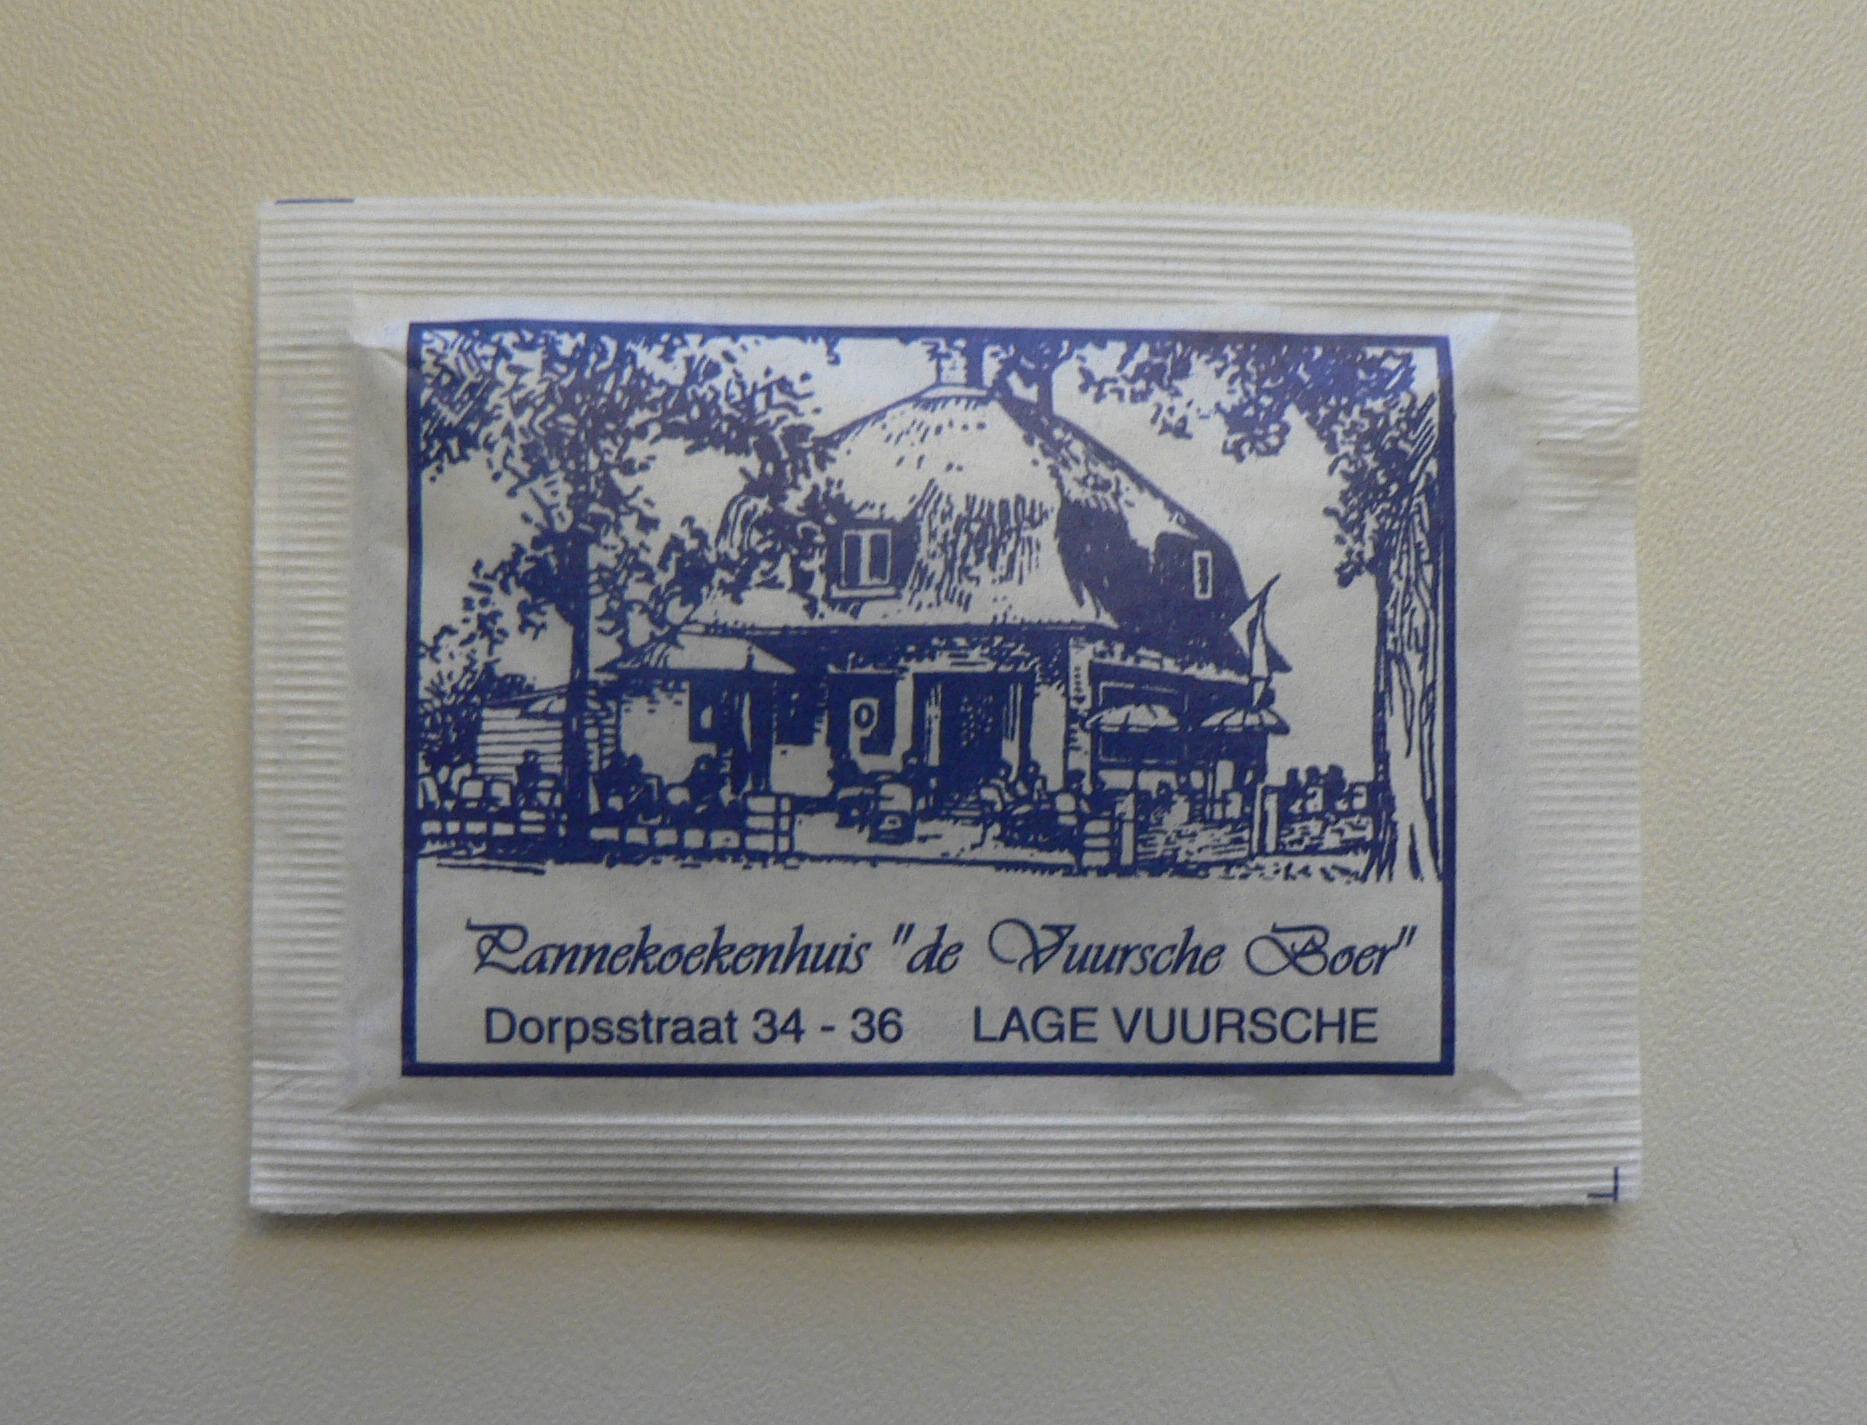 Pannekoekenhuis "de Vuursche Boer"
Dorpsstraat 34 - 36 LAGE VUURSCHE